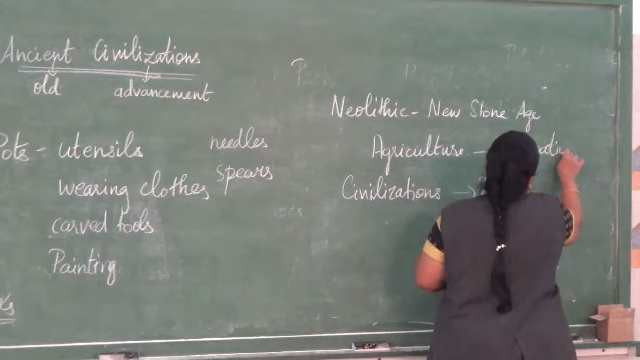 Ancient Civilizations
old advancement
Pots - utensils needles
spears
wearing clothes
carved tools
Painting
Neolithic - New Stone Age
Agriculture -
Civilizations →